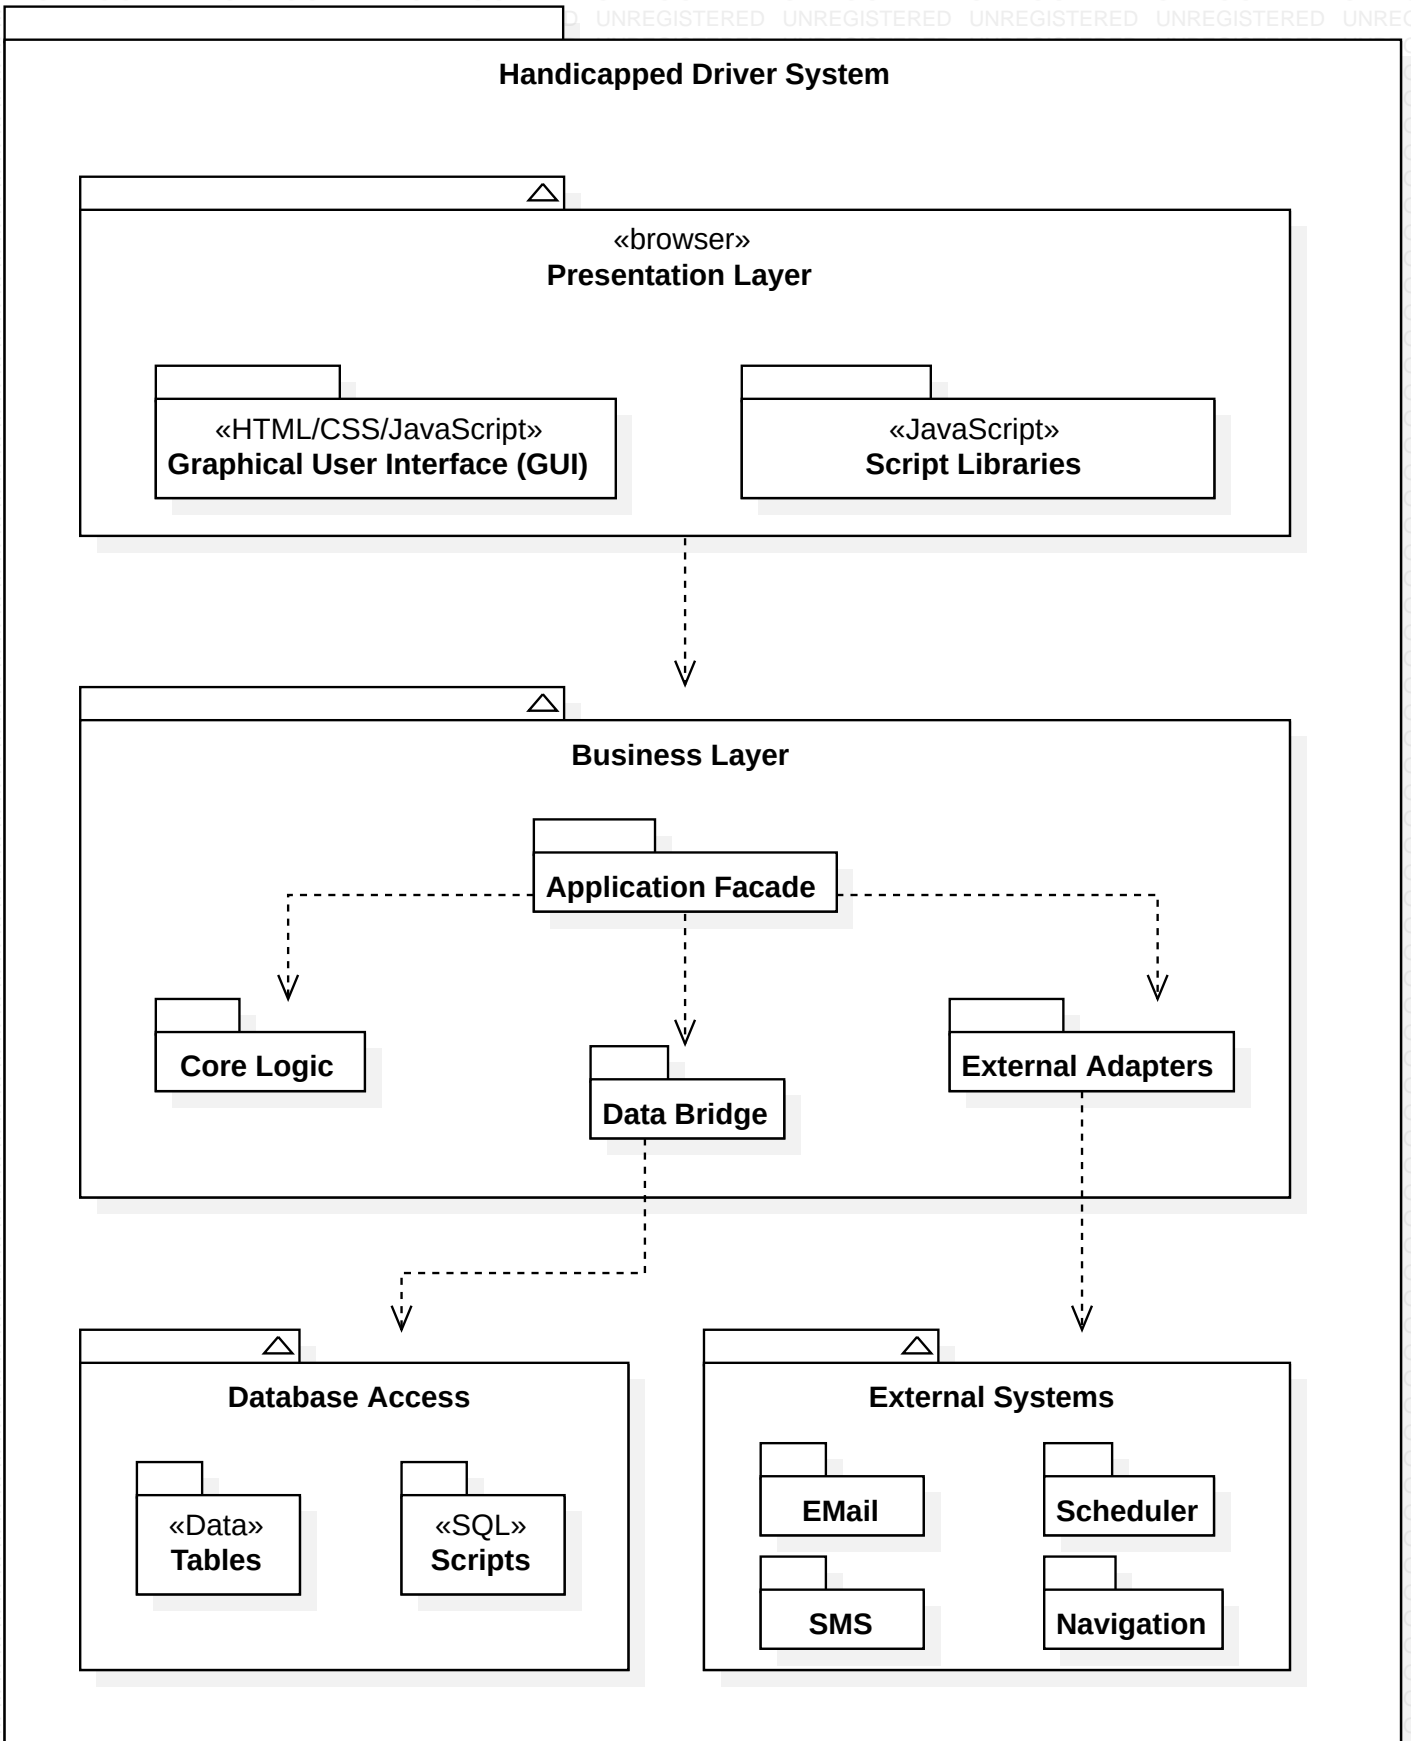 UNREGISTERED UNREGISTERED UNREGISTERED UNREGISTERED
Handicapped Driver System
«browser»
Presentation Layer
«HTML/CSS/JavaScript»
Graphical User Interface (GUI)
«JavaScript»
Script Libraries
Business Layer
Application Facade
Core Logic
Data Bridge
External Adapters
Database Access
«Data»
Tables
«SQL»
Scripts
External Systems
EMail
Scheduler
SMS
Navigation